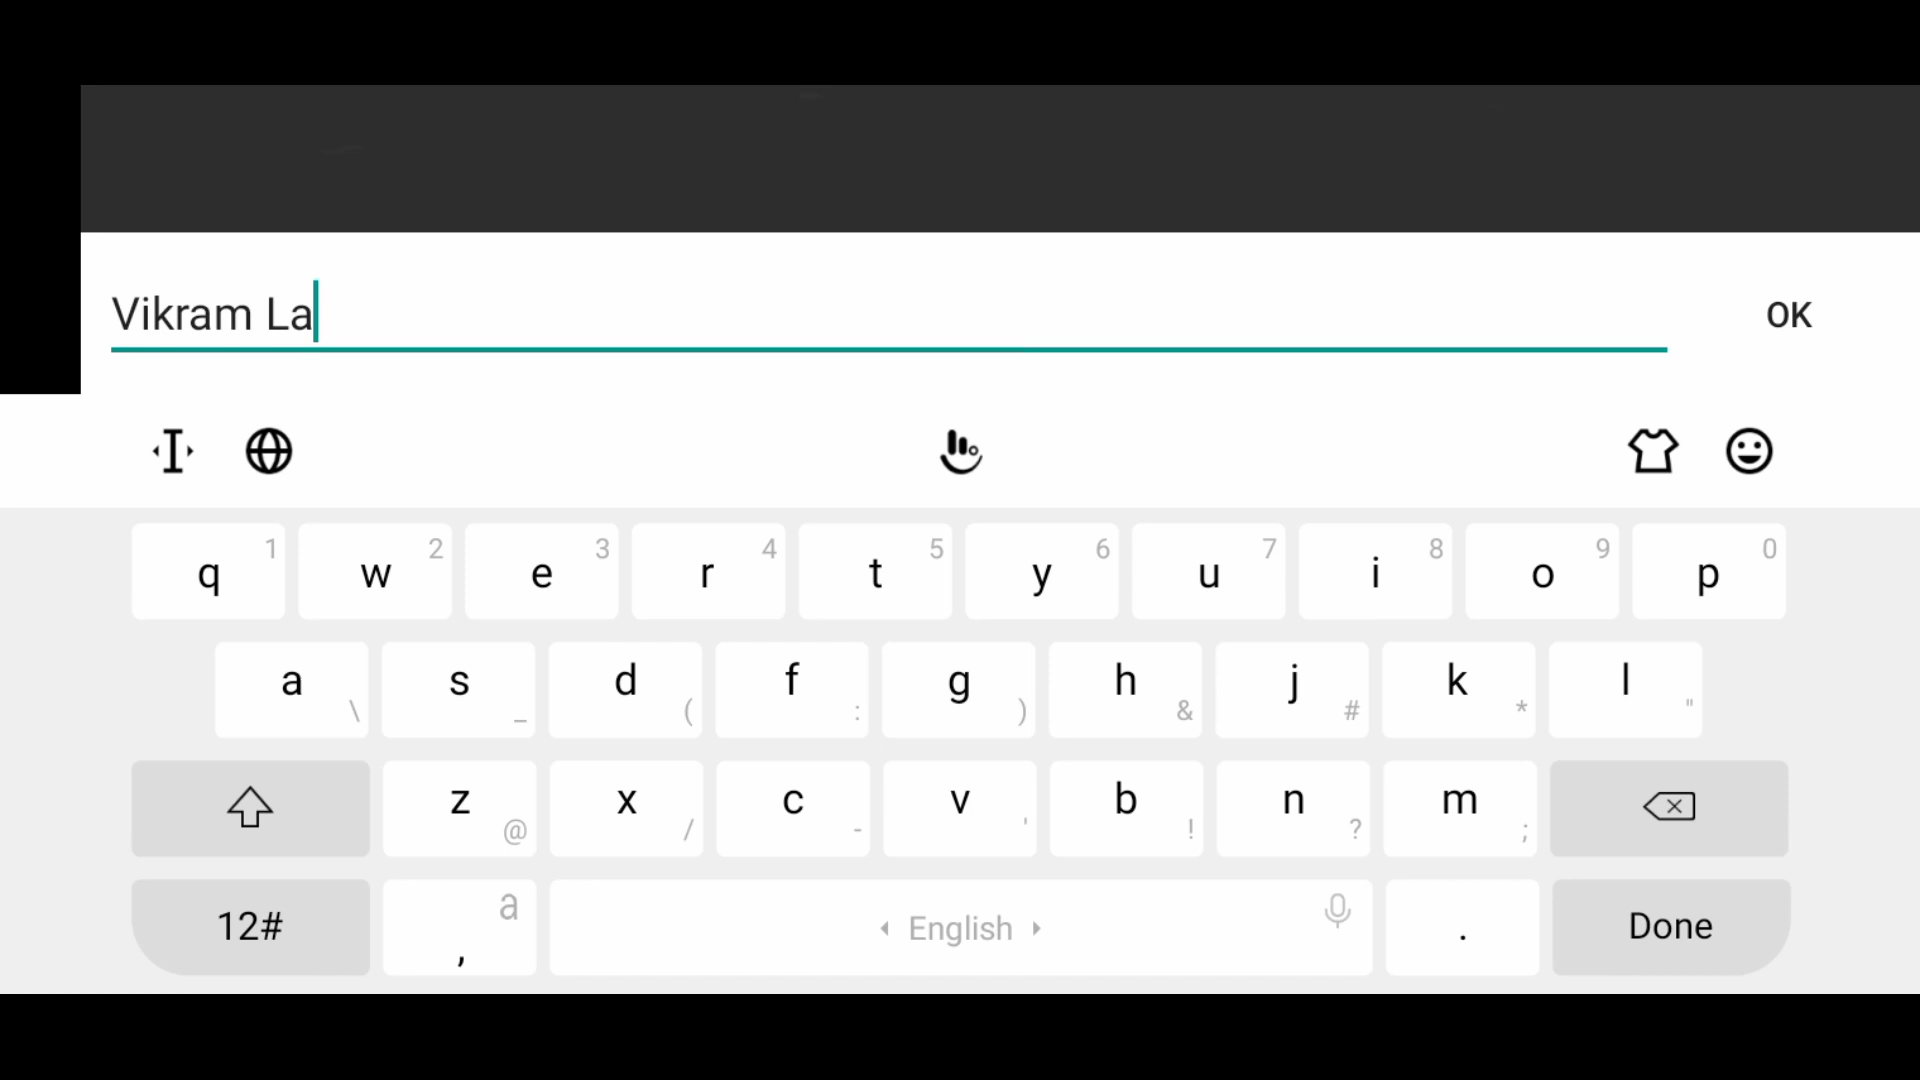 Vikram La
OK
q 1 w 2 e 3 r 4 t 5 y 6 u 7 i 8 o 9 p 0
a \ s _ d ( f : g ) h & j # k * l "
z @ x / c - v ' b ! n ? m ;
12# , a English . Done